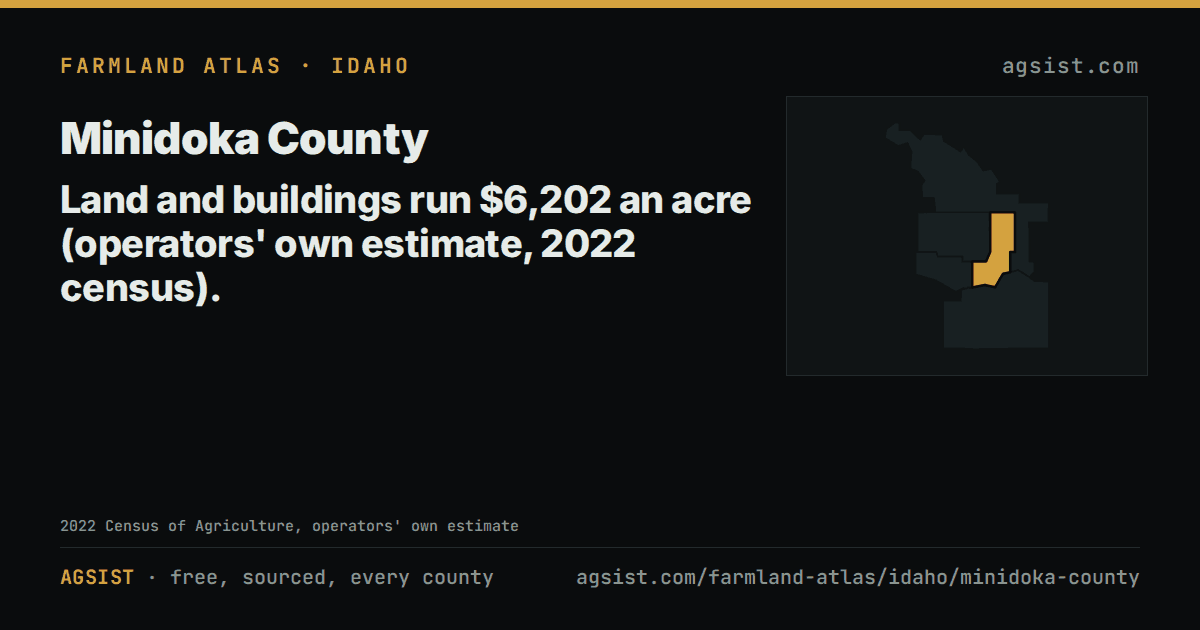 FARMLAND ATLAS · IDAHO
agsist.com
Minidoka County
Land and buildings run $6,202 an acre
(operators' own estimate, 2022
census).
2022 Census of Agriculture, operators' own estimate
AGSIST · free, sourced, every county
agsist.com/farmland-atlas/idaho/minidoka-county